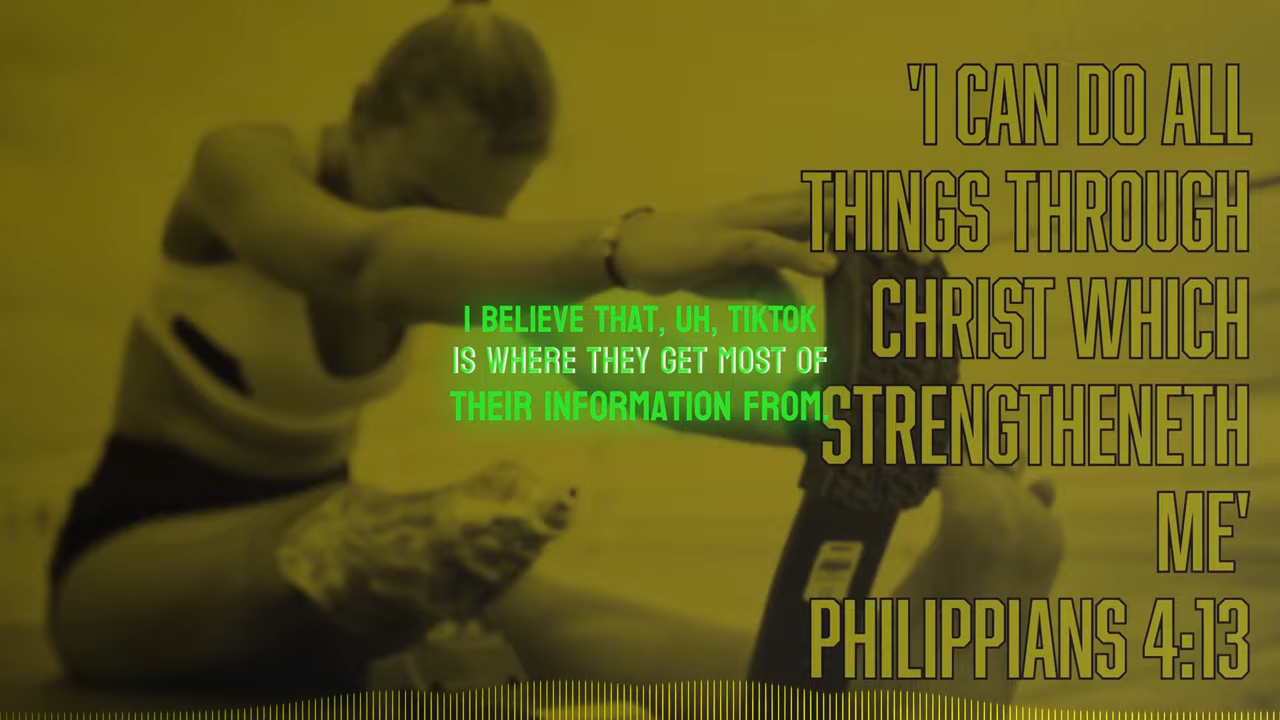 'I CAN DO ALL
THINGS THROUGH
CHRIST WHICH
STRENGTHENETH
ME'
PHILIPPIANS 4:13
I BELIEVE THAT, UH, TIKTOK
IS WHERE THEY GET MOST OF
THEIR INFORMATION FROM.